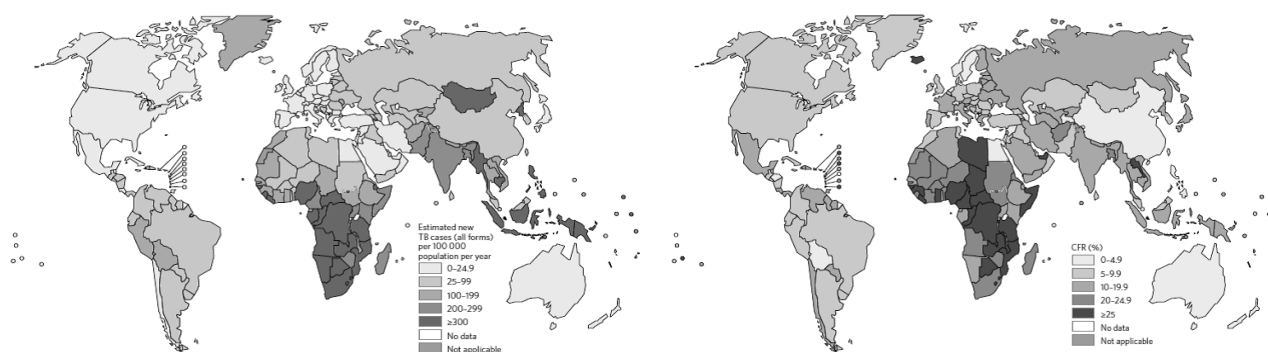 Estimated new
TB cases (all forms)
per 100 000
population per year
0–24.9
25–99
100–199
200–299
≥300
No data
Not applicable
CFR (%)
0–4.9
5–9.9
10–19.9
20–24.9
≥25
No data
Not applicable